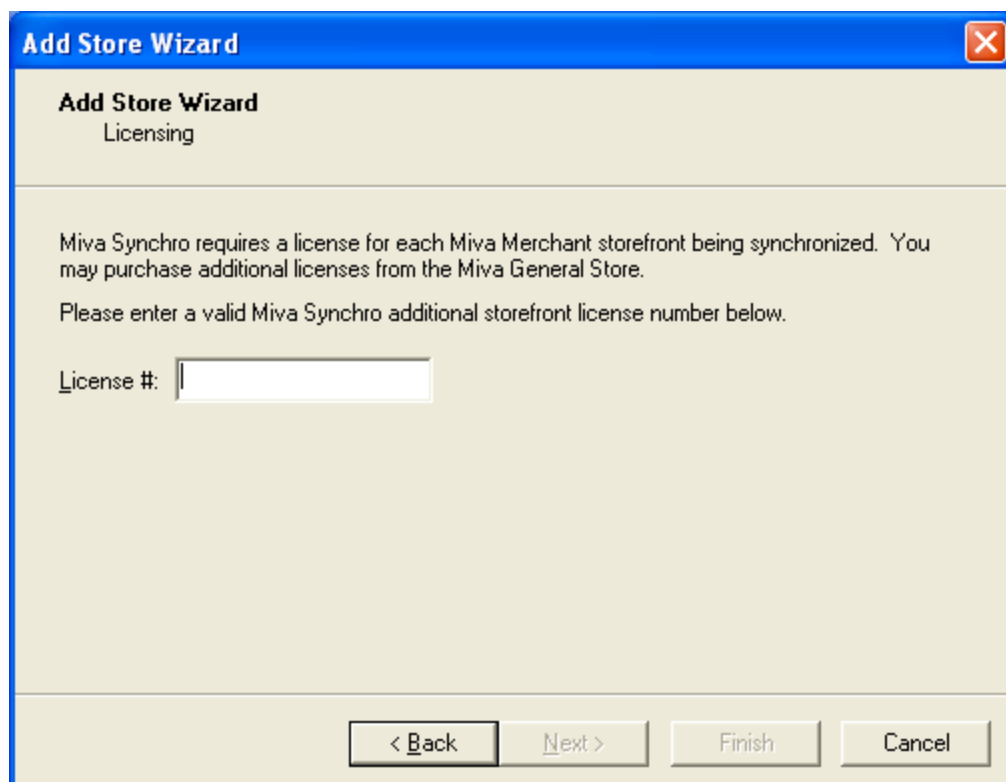 Add Store Wizard
Add Store Wizard
Licensing
Miva Synchro requires a license for each Miva Merchant storefront being synchronized.  You
may purchase additional licenses from the Miva General Store.
Please enter a valid Miva Synchro additional storefront license number below.
License #:
< Back Next > Finish Cancel